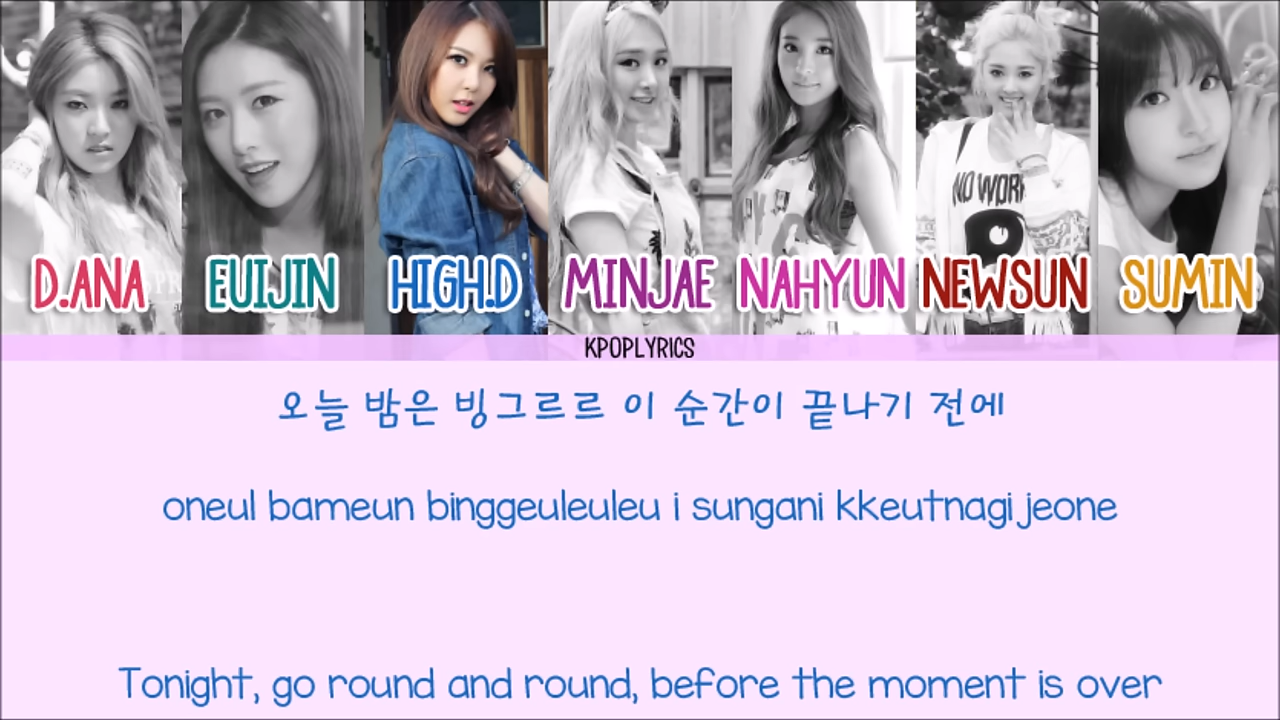 NO WORK
D.ANA EUIJIN HIGH.D MINJAE NAHYUN NEWSUN SUMIN
KPOPLYRICS
오늘 밤은 빙그르르 이 순간이 끝나기 전에
oneul bameun binggeuleuleu i sungani kkeutnagi jeone
Tonight, go round and round, before the moment is over